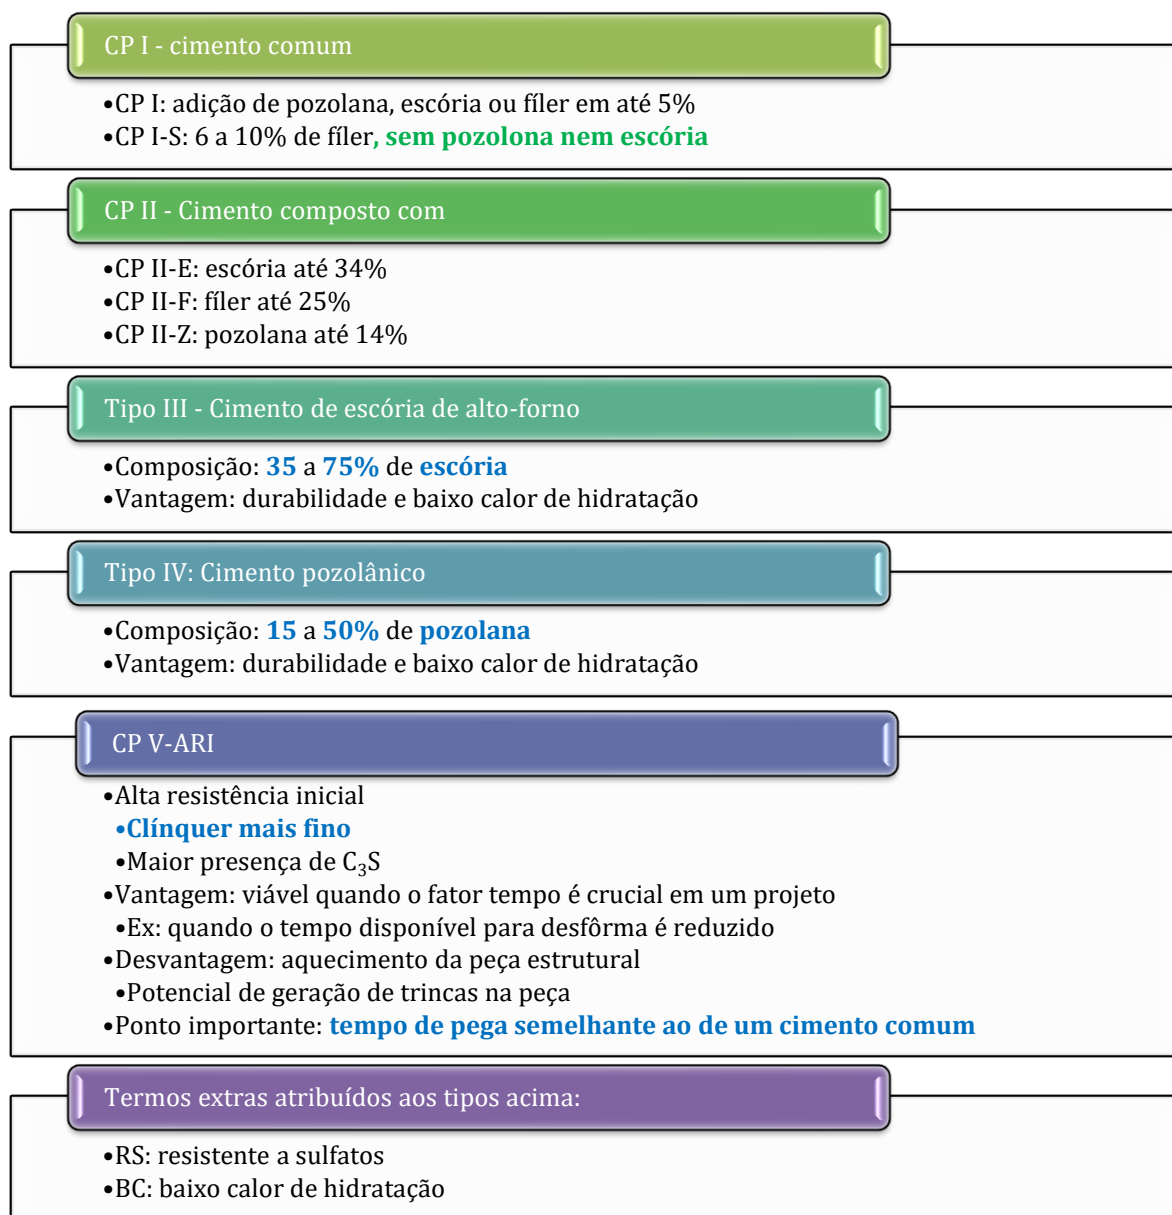 CP I - cimento comum
•CP I: adição de pozolana, escória ou fíler em até 5%
•CP I-S: 6 a 10% de fíler, sem pozolona nem escória
CP II - Cimento composto com
•CP II-E: escória até 34%
•CP II-F: fíler até 25%
•CP II-Z: pozolana até 14%
Tipo III - Cimento de escória de alto-forno
•Composição: 35 a 75% de escória
•Vantagem: durabilidade e baixo calor de hidratação
Tipo IV: Cimento pozolânico
•Composição: 15 a 50% de pozolana
•Vantagem: durabilidade e baixo calor de hidratação
CP V-ARI
•Alta resistência inicial
•Clínquer mais fino
•Maior presença de C₃S
•Vantagem: viável quando o fator tempo é crucial em um projeto
•Ex: quando o tempo disponível para desfôrma é reduzido
•Desvantagem: aquecimento da peça estrutural
•Potencial de geração de trincas na peça
•Ponto importante: tempo de pega semelhante ao de um cimento comum
Termos extras atribuídos aos tipos acima:
•RS: resistente a sulfatos
•BC: baixo calor de hidratação